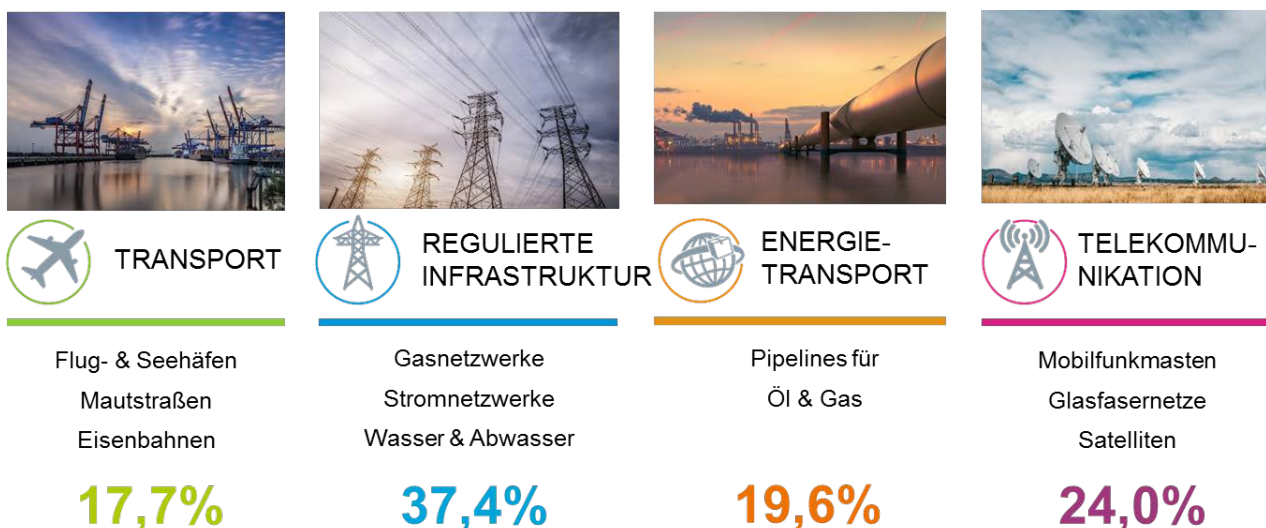 TRANSPORT
Flug- & Seehäfen
Mautstraßen
Eisenbahnen
17,7%
REGULIERTE
INFRASTRUKTUR
Gasnetzwerke
Stromnetzwerke
Wasser & Abwasser
37,4%
ENERGIE-
TRANSPORT
Pipelines für
Öl & Gas
19,6%
TELEKOMMU-
NIKATION
Mobilfunkmasten
Glasfasernetze
Satelliten
24,0%